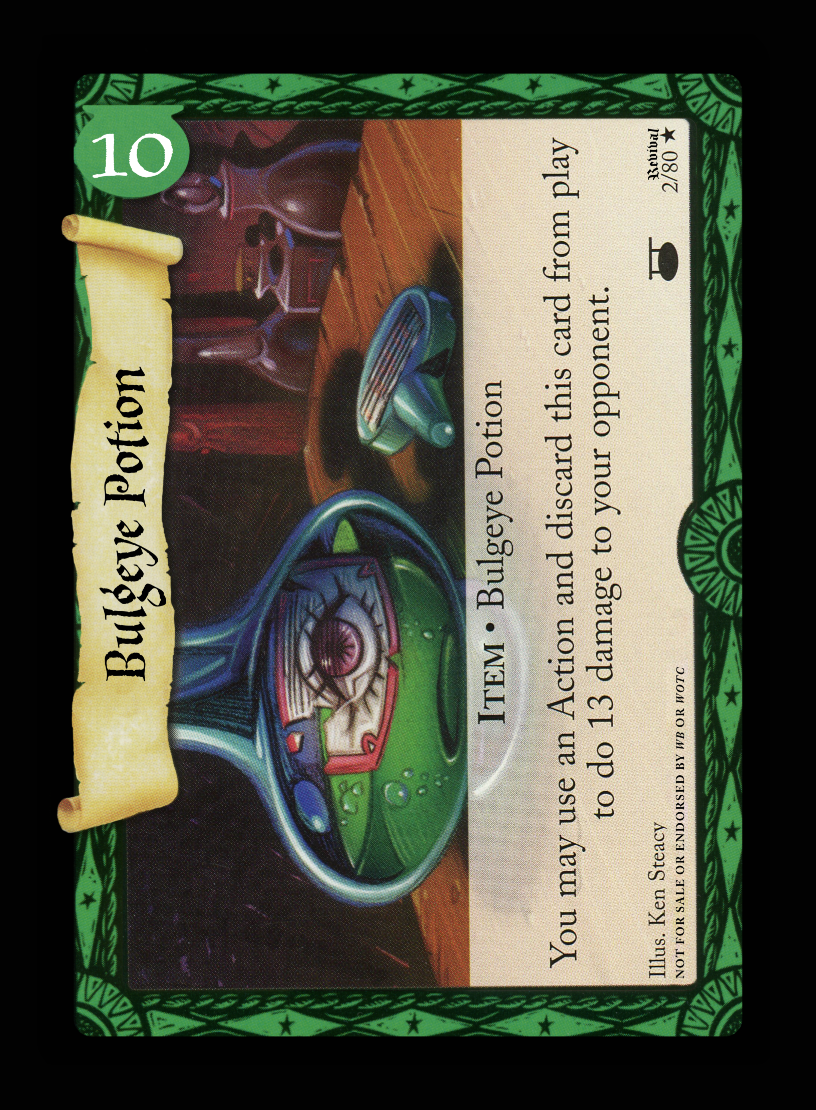 Bulgeye Potion
10
ITEM • Bulgeye Potion
You may use an Action and discard this card from play
to do 13 damage to your opponent.
Illus. Ken Steacy
NOT FOR SALE OR ENDORSED BY WB OR WOTC
Revival
2/80 ★